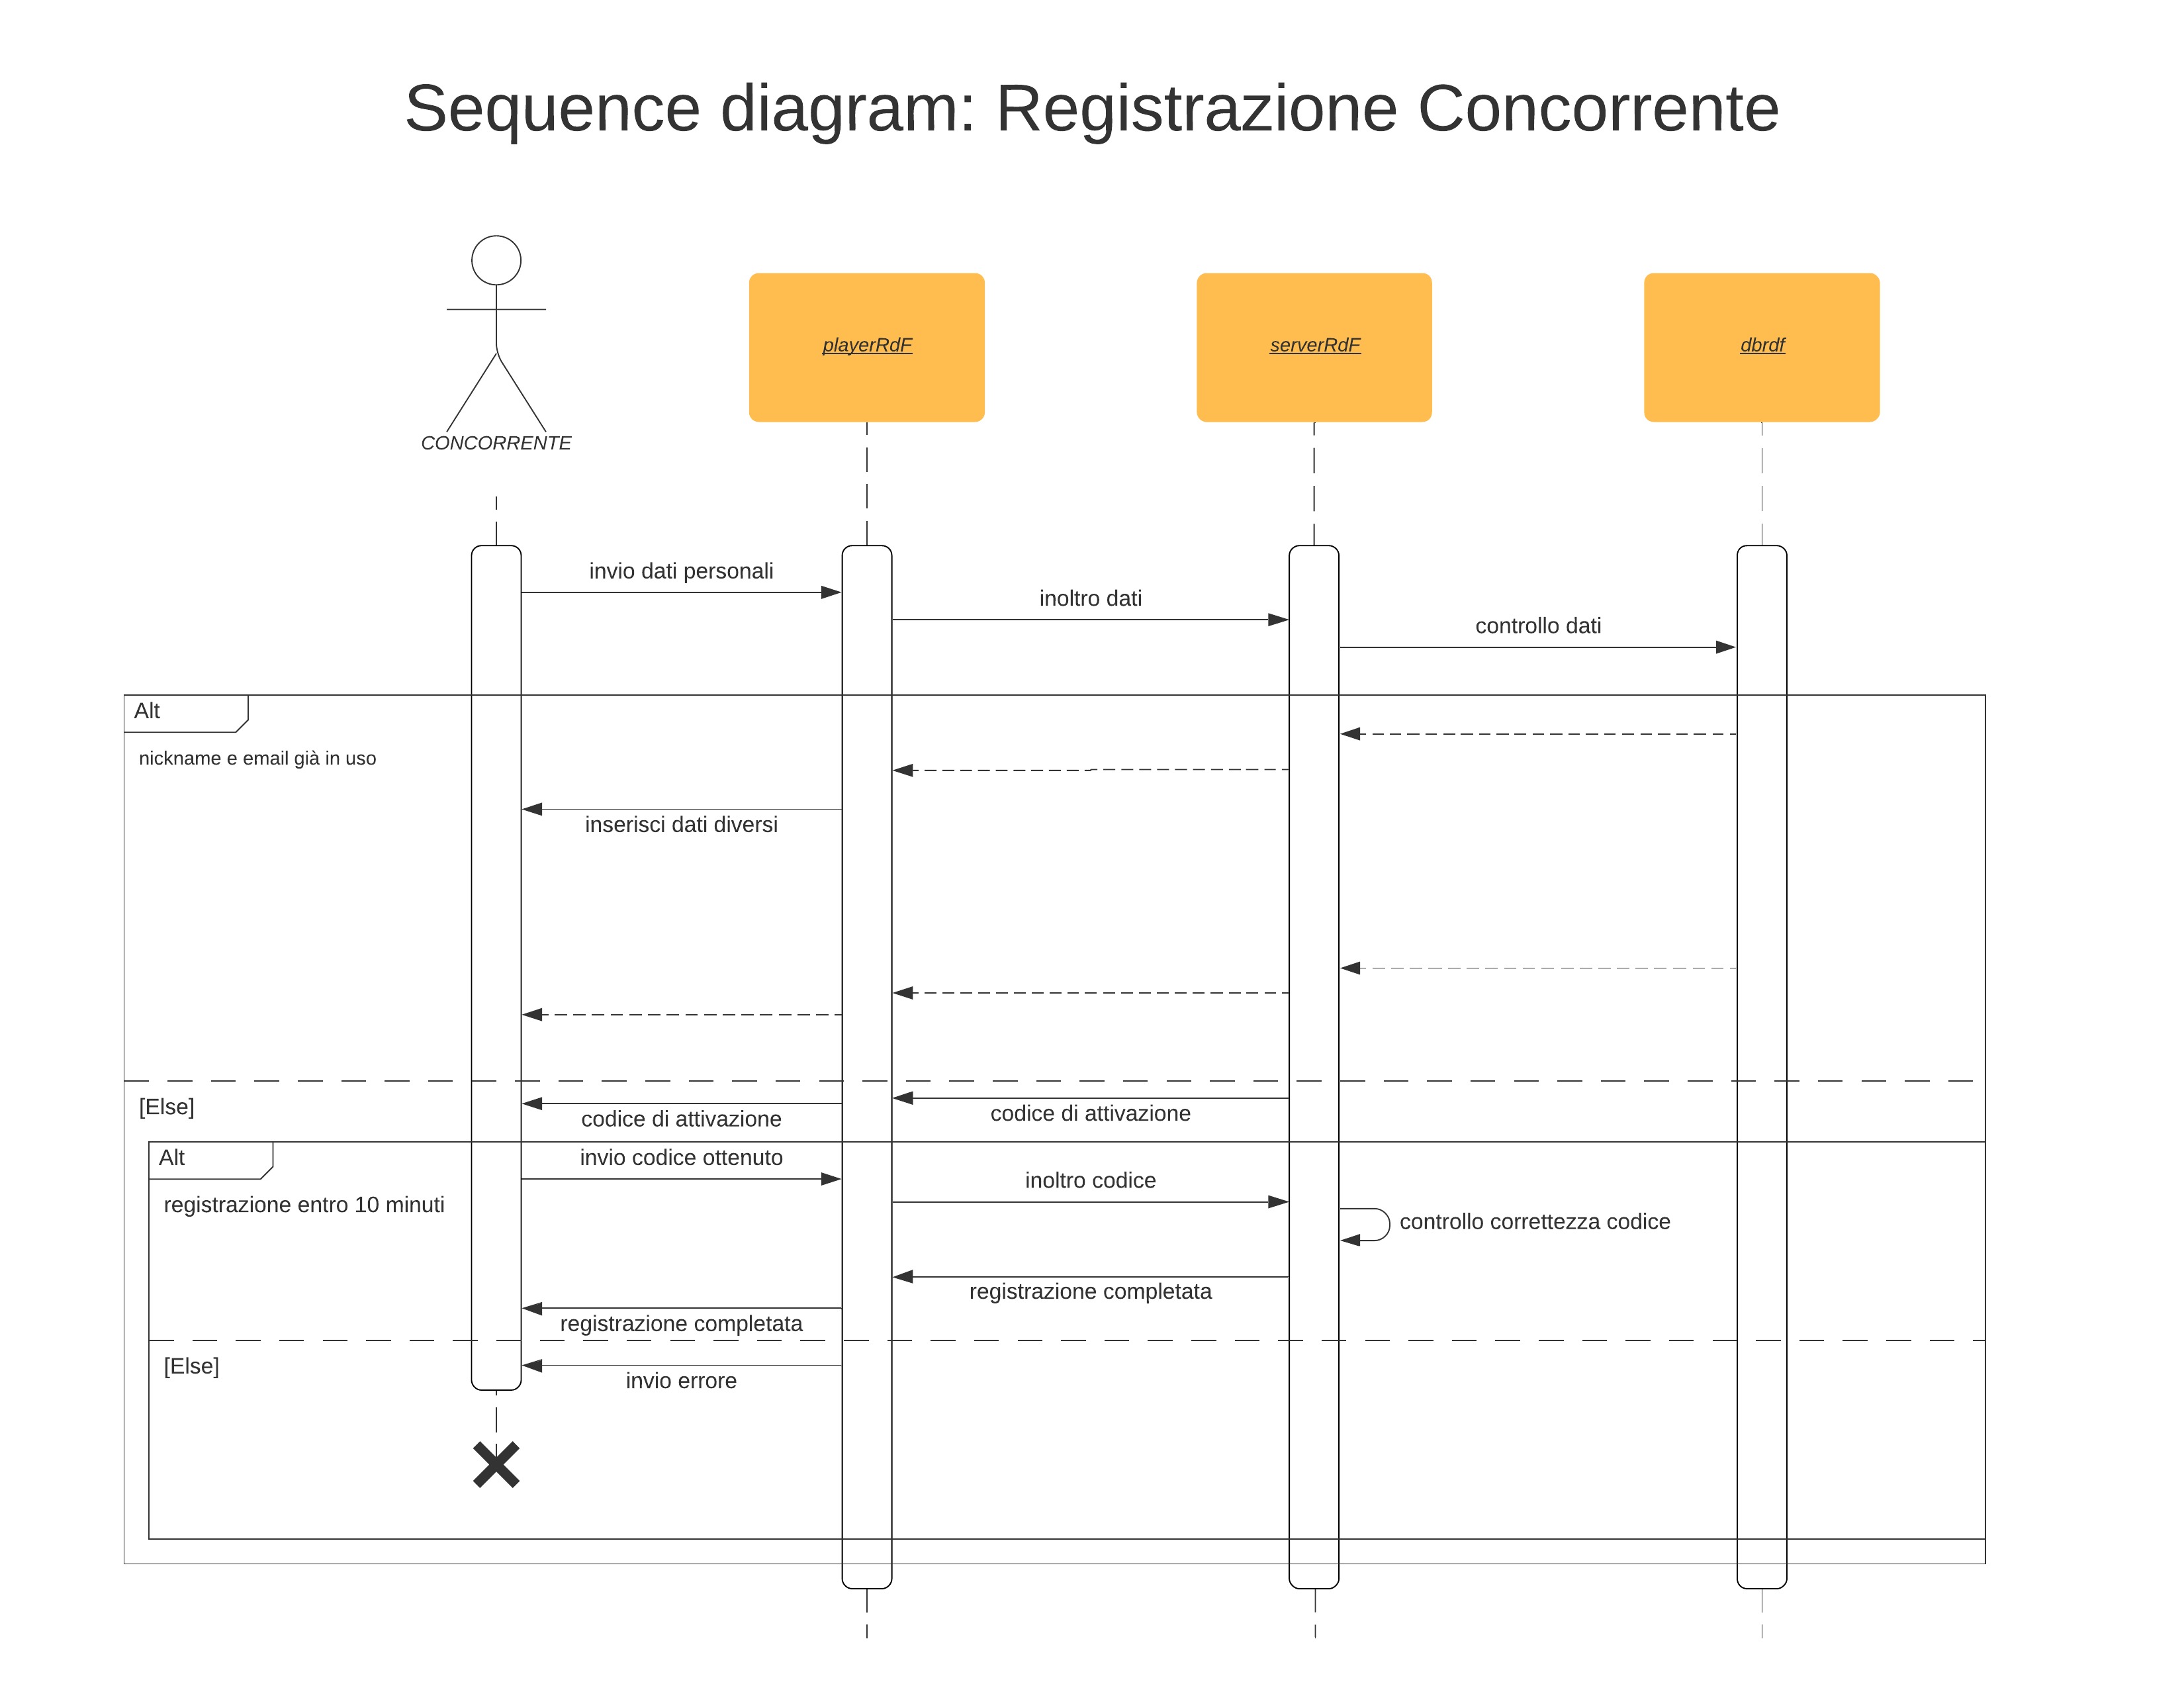 Sequence diagram: Registrazione Concorrente
CONCORRENTE
playerRdF
serverRdF
dbrdf
invio dati personali
inoltro dati
controllo dati
Alt
nickname e email già in uso
inserisci dati diversi
[Else]
codice di attivazione
codice di attivazione
Alt
invio codice ottenuto
inoltro codice
registrazione entro 10 minuti
controllo correttezza codice
registrazione completata
registrazione completata
[Else]
invio errore